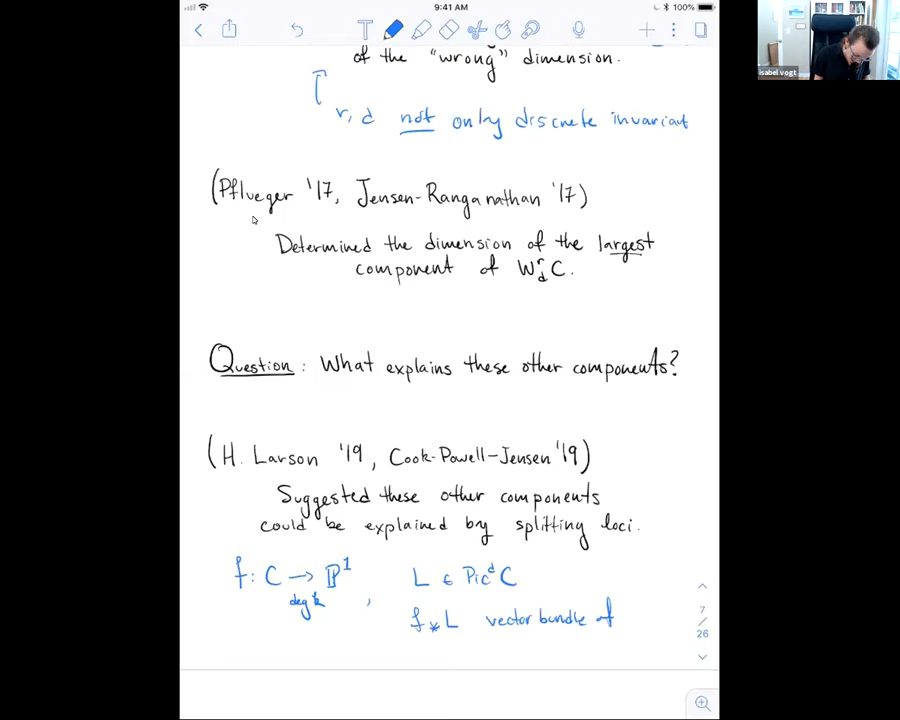 9:41 AM
100%
of the "wrong" dimension.
r, d not only discrete invariant
(Pflueger '17, Jensen-Ranganathan '17)
Determined the dimension of the largest
component of W^r_d C.
Question: What explains these other components?
(H. Larson '19, Cook-Powell-Jensen '19)
Suggested these other components
could be explained by splitting loci.
f: C → ℙ^1 , L ∈ Pic^d C
deg k
f_* L vector bundle of
7
/
26
isabel vogt